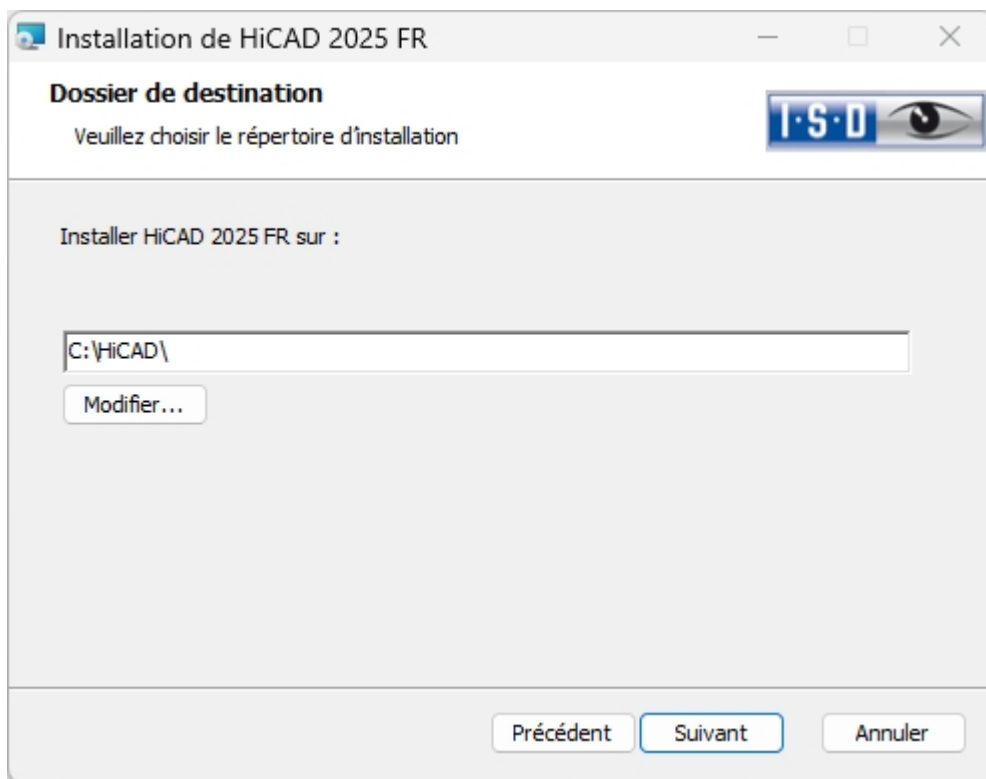 Installation de HiCAD 2025 FR
Dossier de destination
Veuillez choisir le répertoire d'installation
I·S·D
Installer HiCAD 2025 FR sur :
C:\HiCAD\
Modifier...
Précédent Suivant Annuler